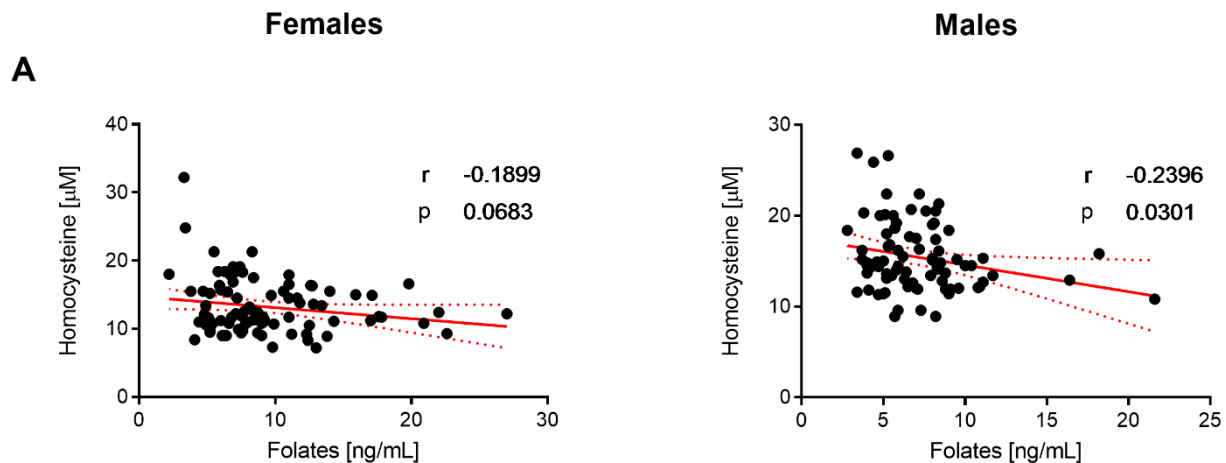 Females
Males
A
40
30
20
10
0
Homocysteine [µM]
r -0.1899
p 0.0683
0 10 20 30
Folates [ng/mL]
30
20
10
0
Homocysteine [µM]
r -0.2396
p 0.0301
0 5 10 15 20 25
Folates [ng/mL]